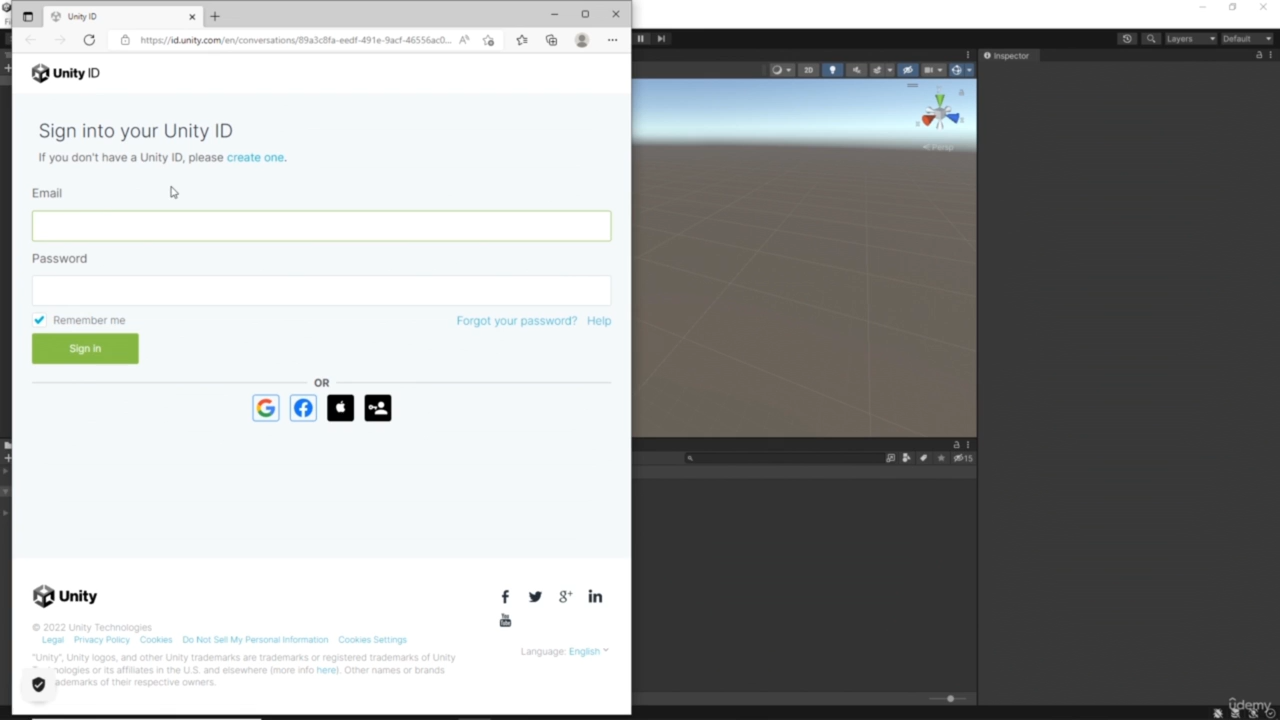 Unity ID
https://id.unity.com/en/conversations/89a3c8fa-eedf-491e-9acf-46556ac0...
Layers
Default
Unity ID
2D
Inspector
Sign into your Unity ID
If you don't have a Unity ID, please create one.
Persp
Email
Password
Remember me
Forgot your password? Help
Sign in
OR
15
Unity
© 2022 Unity Technologies
Legal Privacy Policy Cookies Do Not Sell My Personal Information Cookies Settings
Language: English
"Unity", Unity logos, and other Unity trademarks are trademarks or registered trademarks of Unity
Technologies or its affiliates in the U.S. and elsewhere (more info here). Other names or brands
trademarks of their respective owners.
udemy